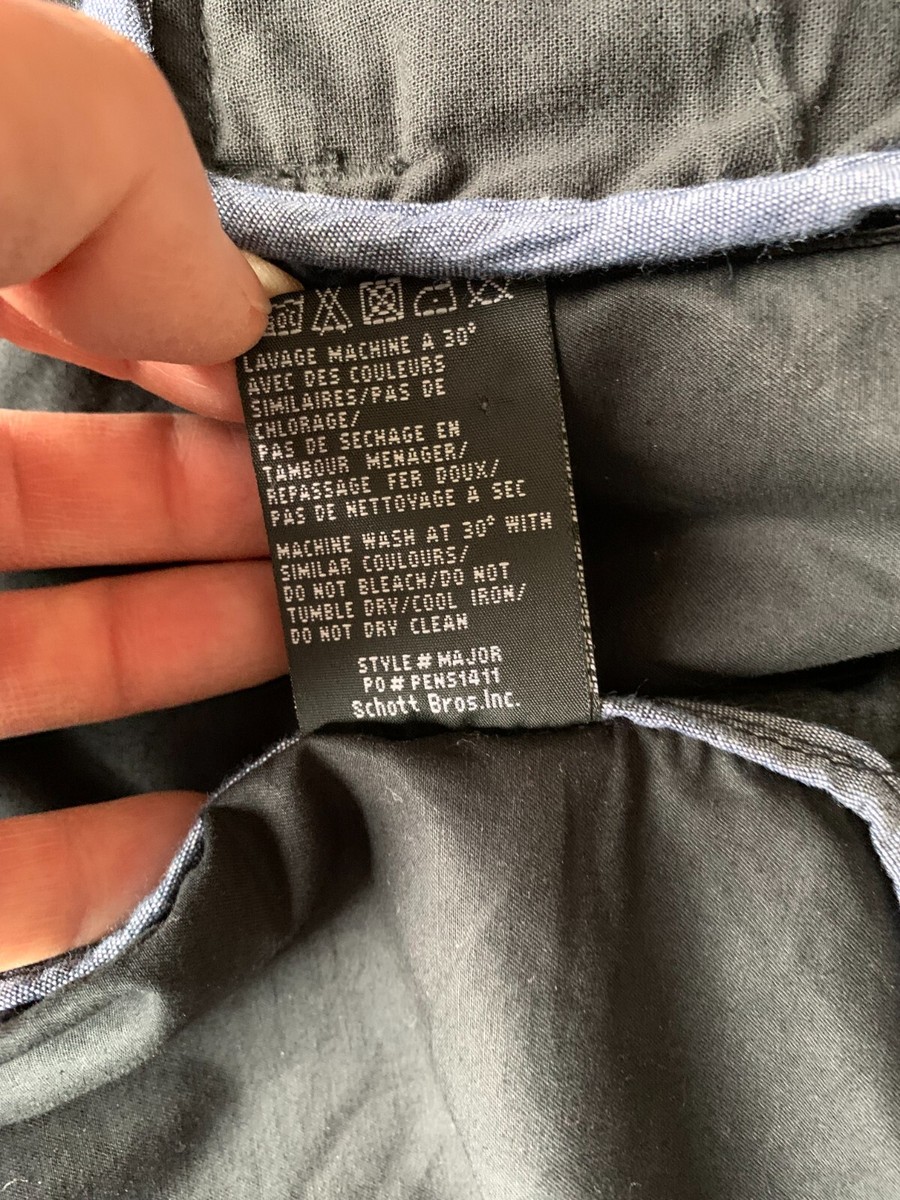 LAVAGE MACHINE A 30°
AVEC DES COULEURS
SIMILAIRES/PAS DE
CHLORAGE/
PAS DE SECHAGE EN
TAMBOUR MENAGER/
REPASSAGE FER DOUX/
PAS DE NETTOYAGE A SEC
MACHINE WASH AT 30° WITH
SIMILAR COULOURS/
DO NOT BLEACH/DO NOT
TUMBLE DRY/COOL IRON/
DO NOT DRY CLEAN
STYLE# MAJOR
PO# PENS1411
Schott Bros.Inc.